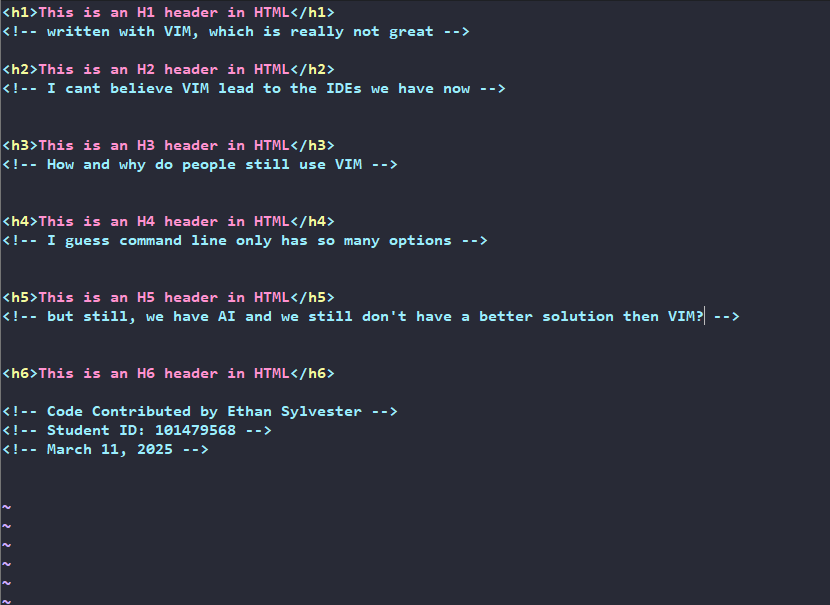 <h1>This is an H1 header in HTML</h1>
<!-- written with VIM, which is really not great -->
<h2>This is an H2 header in HTML</h2>
<!-- I cant believe VIM lead to the IDEs we have now -->
<h3>This is an H3 header in HTML</h3>
<!-- How and why do people still use VIM -->
<h4>This is an H4 header in HTML</h4>
<!-- I guess command line only has so many options -->
<h5>This is an H5 header in HTML</h5>
<!-- but still, we have AI and we still don't have a better solution then VIM? -->
<h6>This is an H6 header in HTML</h6>
<!-- Code Contributed by Ethan Sylvester -->
<!-- Student ID: 101479568 -->
<!-- March 11, 2025 -->
~
~
~
~
~
~